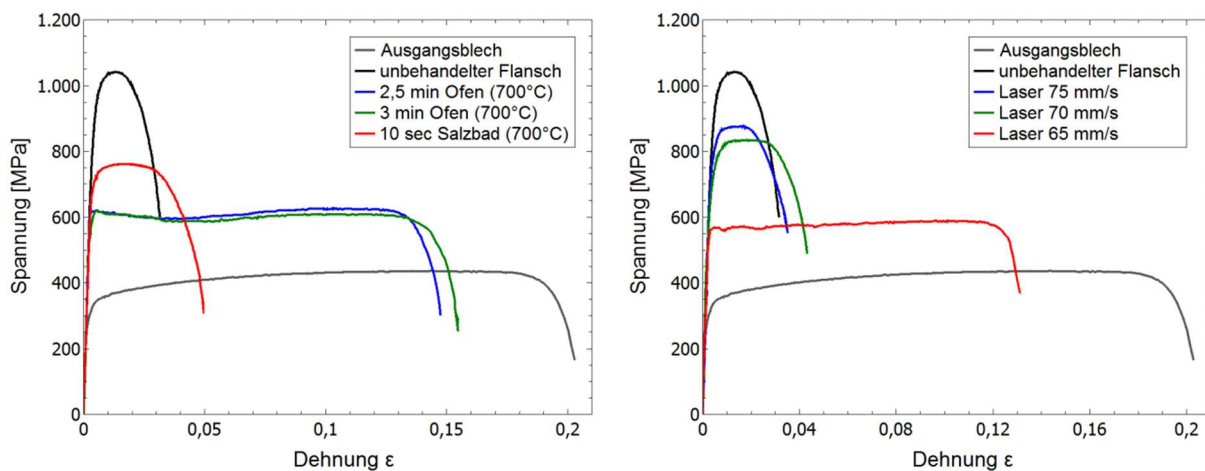 1.200
1.000
800
600
400
200
0
Spannung [MPa]
Ausgangsblech
unbehandelter Flansch
2,5 min Ofen (700°C)
3 min Ofen (700°C)
10 sec Salzbad (700°C)
0
0,05
0,1
0,15
0,2
Dehnung ε
1.200
1.000
800
600
400
200
0
Spannung [MPa]
Ausgangsblech
unbehandelter Flansch
Laser 75 mm/s
Laser 70 mm/s
Laser 65 mm/s
0
0,04
0,08
0,12
0,16
0,2
Dehnung ε